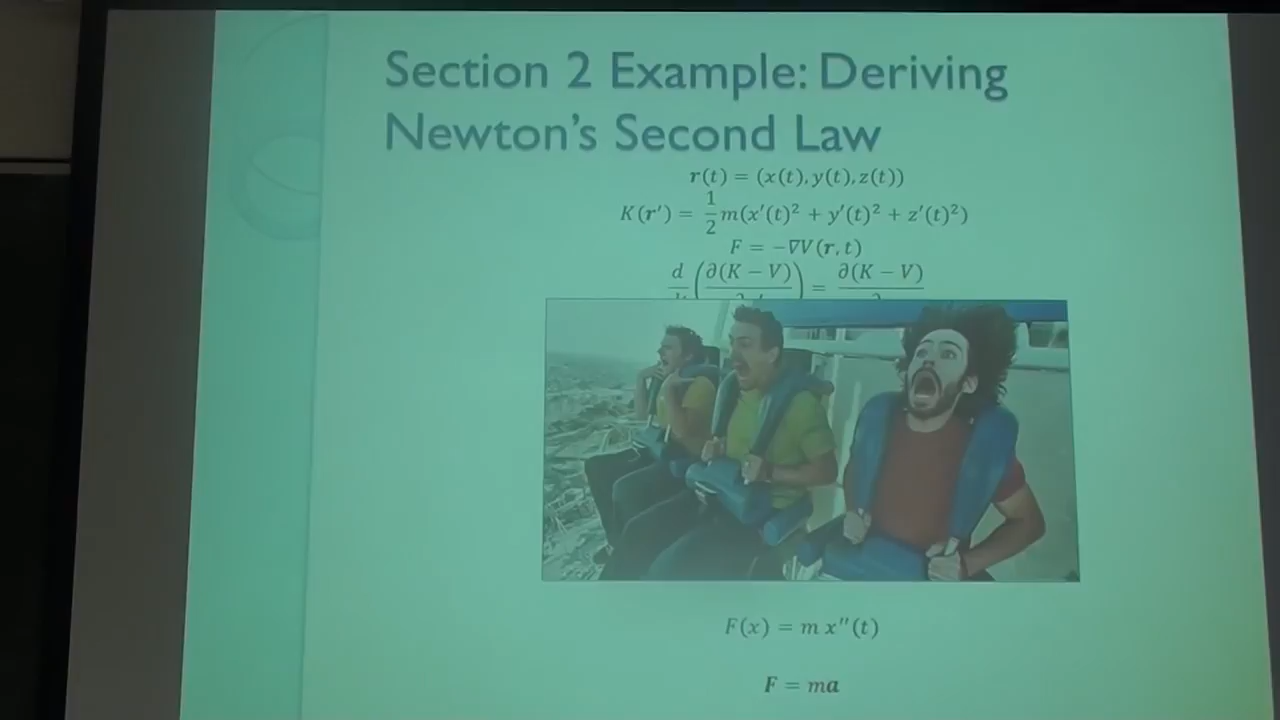 Section 2 Example: Deriving
Newton's Second Law
r(t) = (x(t), y(t), z(t))
K(r′) = 1/2 m(x′(t)² + y′(t)² + z′(t)²)
F = −∇V(r, t)
d (∂(K − V)) = ∂(K − V)
F(x) = m x″(t)
F = ma